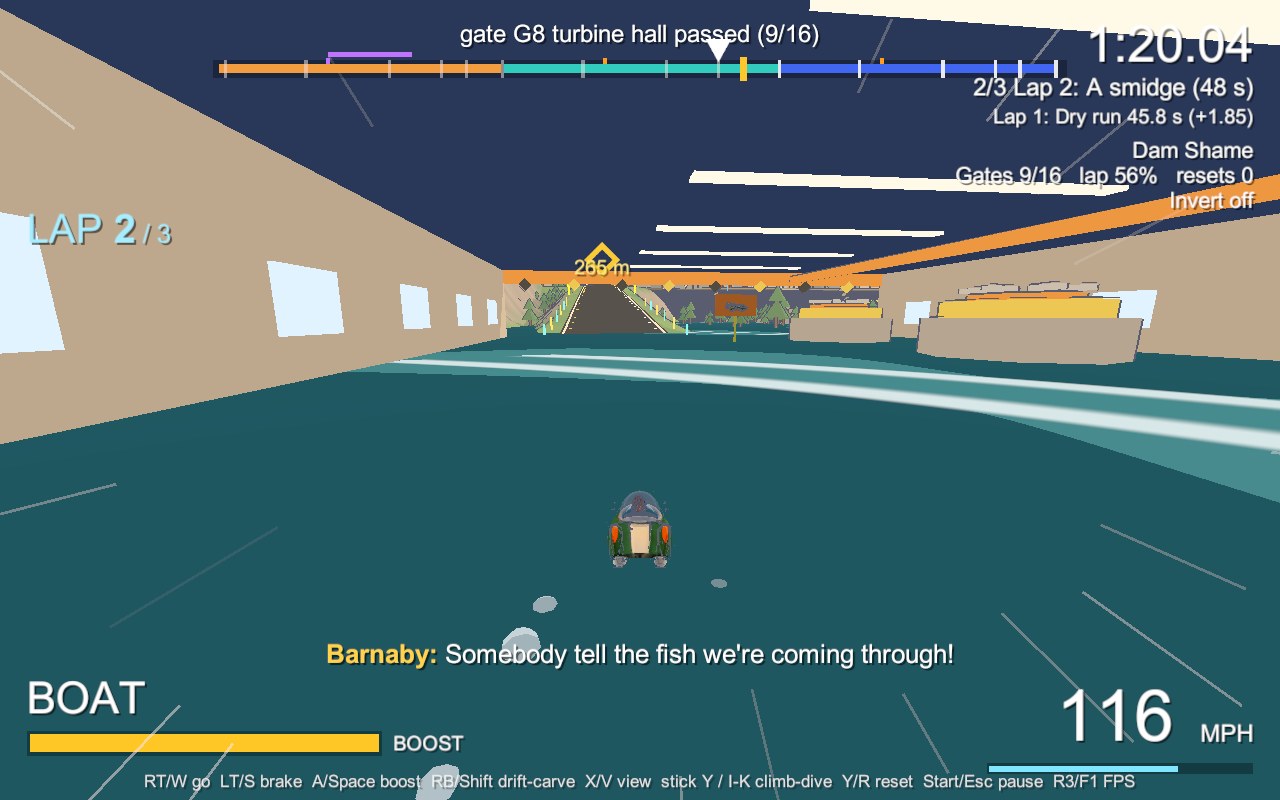 gate G8 turbine hall passed (9/16)
1:20.04
2/3 Lap 2: A smidge (48 s)
Lap 1: Dry run 45.8 s (+1.85)
Dam Shame
Gates 9/16 lap 56% resets 0
Invert off
LAP 2 / 3
265 m
Barnaby: Somebody tell the fish we're coming through!
BOAT
BOOST
116 MPH
RT/W go LT/S brake A/Space boost RB/Shift drift-carve X/V view stick Y / I-K climb-dive Y/R reset Start/Esc pause R3/F1 FPS